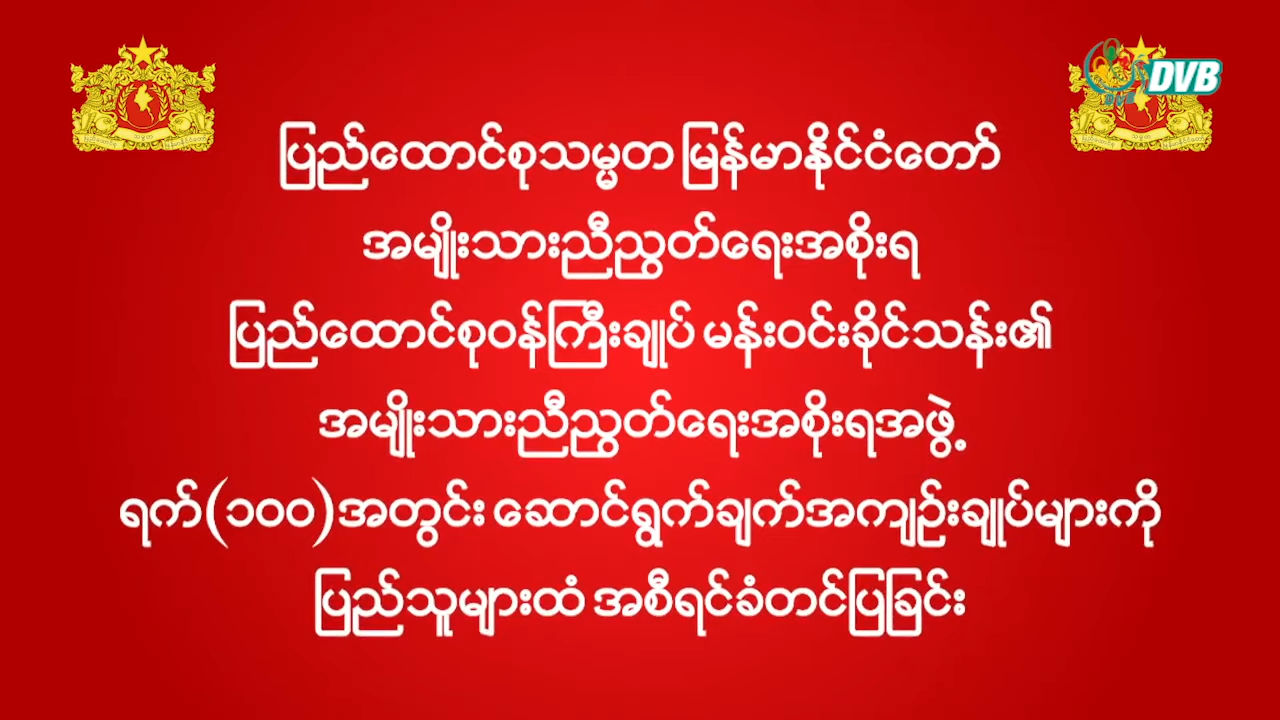 DVB
ပြည်ထောင်စုသမ္မတ မြန်မာနိုင်ငံတော်
အမျိုးသားညီညွတ်ရေးအစိုးရ
ပြည်ထောင်စုဝန်ကြီးချုပ် မန်းဝင်းခိုင်သန်း၏
အမျိုးသားညီညွတ်ရေးအစိုးရအဖွဲ့
ရက်(၁၀၀)အတွင်း ဆောင်ရွက်ချက်အကျဉ်းချုပ်များကို
ပြည်သူများထံ အစီရင်ခံတင်ပြခြင်း